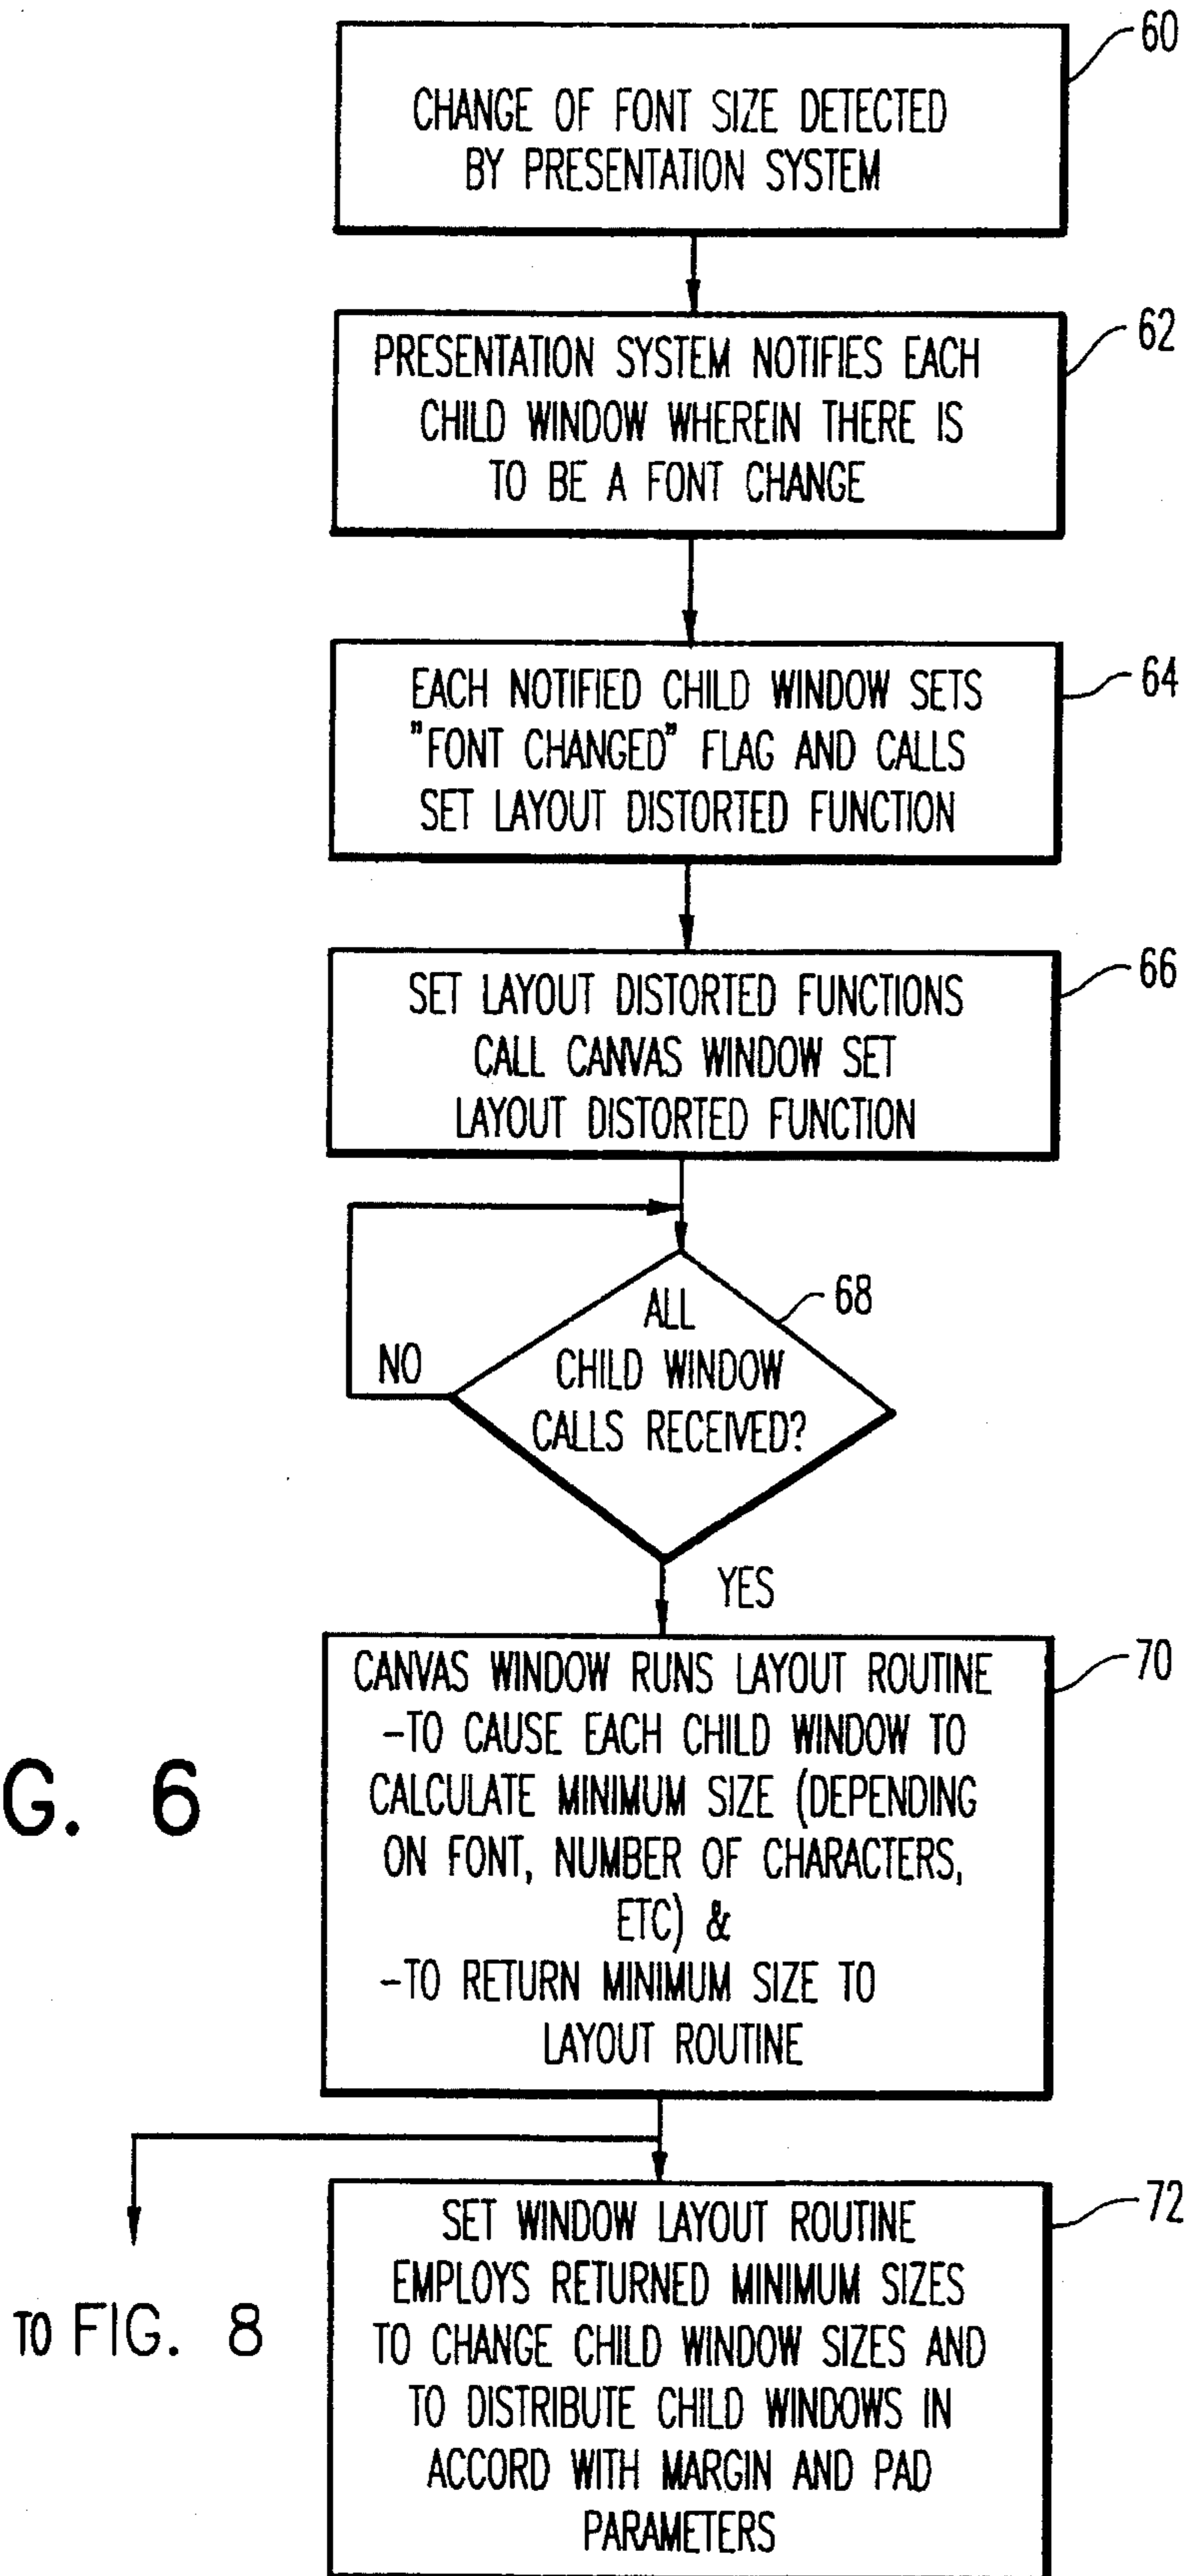 60
CHANGE OF FONT SIZE DETECTED
BY PRESENTATION SYSTEM
62
PRESENTATION SYSTEM NOTIFIES EACH
CHILD WINDOW WHEREIN THERE IS
TO BE A FONT CHANGE
64
EACH NOTIFIED CHILD WINDOW SETS
"FONT CHANGED" FLAG AND CALLS
SET LAYOUT DISTORTED FUNCTION
66
SET LAYOUT DISTORTED FUNCTIONS
CALL CANVAS WINDOW SET
LAYOUT DISTORTED FUNCTION
68
ALL
CHILD WINDOW
CALLS RECEIVED?
NO
YES
70
CANVAS WINDOW RUNS LAYOUT ROUTINE
-TO CAUSE EACH CHILD WINDOW TO
CALCULATE MINIMUM SIZE (DEPENDING
ON FONT, NUMBER OF CHARACTERS,
ETC) &
-TO RETURN MINIMUM SIZE TO
LAYOUT ROUTINE
G. 6
72
SET WINDOW LAYOUT ROUTINE
EMPLOYS RETURNED MINIMUM SIZES
TO CHANGE CHILD WINDOW SIZES AND
TO DISTRIBUTE CHILD WINDOWS IN
ACCORD WITH MARGIN AND PAD
PARAMETERS
TO FIG. 8